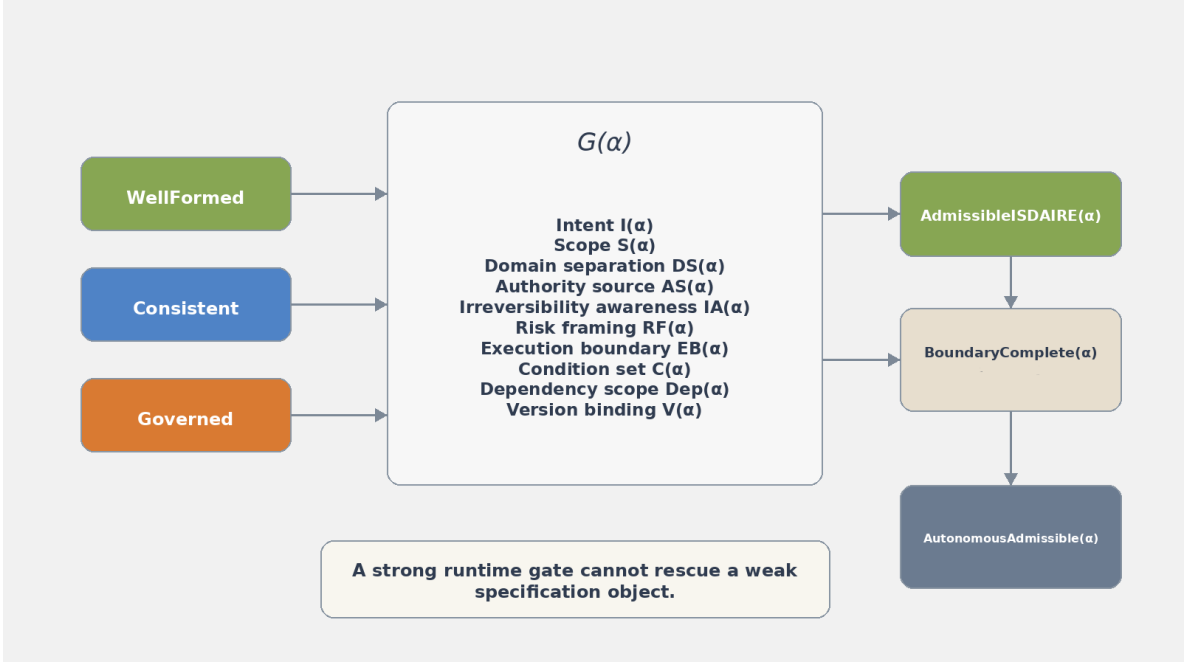 WellFormed
Consistent
Governed
G(α)
Intent I(α)
Scope S(α)
Domain separation DS(α)
Authority source AS(α)
Irreversibility awareness IA(α)
Risk framing RF(α)
Execution boundary EB(α)
Condition set C(α)
Dependency scope Dep(α)
Version binding V(α)
AdmissibleISDAIRE(α)
BoundaryComplete(α)
AutonomousAdmissible(α)
A strong runtime gate cannot rescue a weak
specification object.